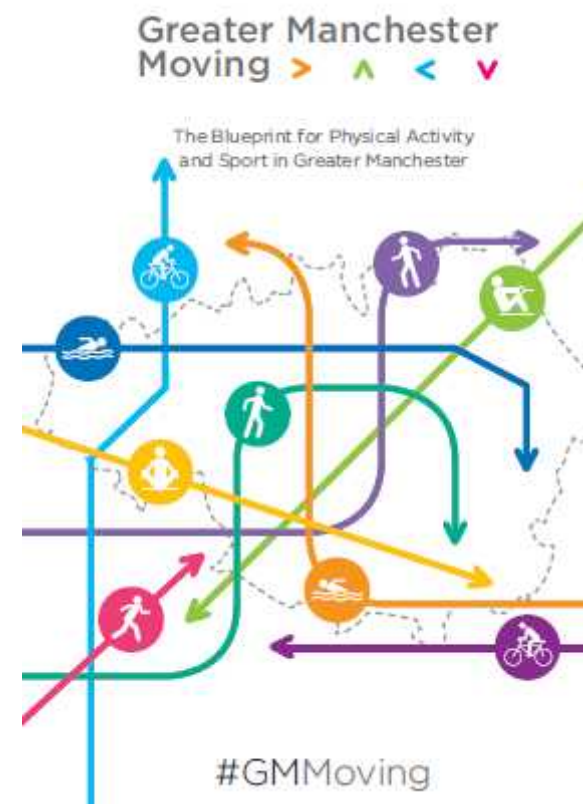 Greater Manchester
Moving > ʌ < v
The Blueprint for Physical Activity
and Sport in Greater Manchester
#GMMoving